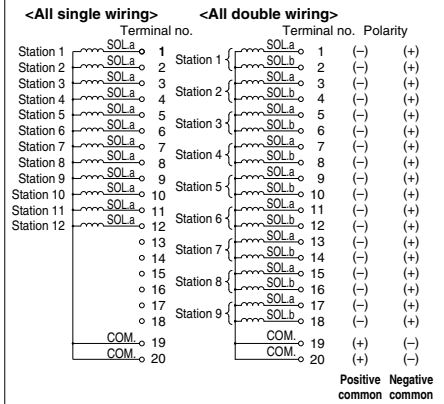 <All single wiring> <All double wiring>
Terminal no. Terminal no. Polarity
Station 1 SOL.a 1 Station 1 SOL.a 1 (–) (+)
Station 2 SOL.a 2 SOL.b 2 (–) (+)
Station 3 SOL.a 3 Station 2 SOL.a 3 (–) (+)
Station 4 SOL.a 4 SOL.b 4 (–) (+)
Station 5 SOL.a 5 Station 3 SOL.a 5 (–) (+)
Station 6 SOL.a 6 SOL.b 6 (–) (+)
Station 7 SOL.a 7 Station 4 SOL.a 7 (–) (+)
Station 8 SOL.a 8 SOL.b 8 (–) (+)
Station 9 SOL.a 9 Station 5 SOL.a 9 (–) (+)
Station 10 SOL.a 10 SOL.b 10 (–) (+)
Station 11 SOL.a 11 Station 6 SOL.a 11 (–) (+)
Station 12 SOL.a 12 SOL.b 12 (–) (+)
13 Station 7 SOL.a 13 (–) (+)
14 SOL.b 14 (–) (+)
15 Station 8 SOL.a 15 (–) (+)
16 SOL.b 16 (–) (+)
17 Station 9 SOL.a 17 (–) (+)
18 SOL.b 18 (–) (+)
COM. 19 COM. 19 (+) (–)
COM. 20 COM. 20 (+) (–)
Positive Negative
common common